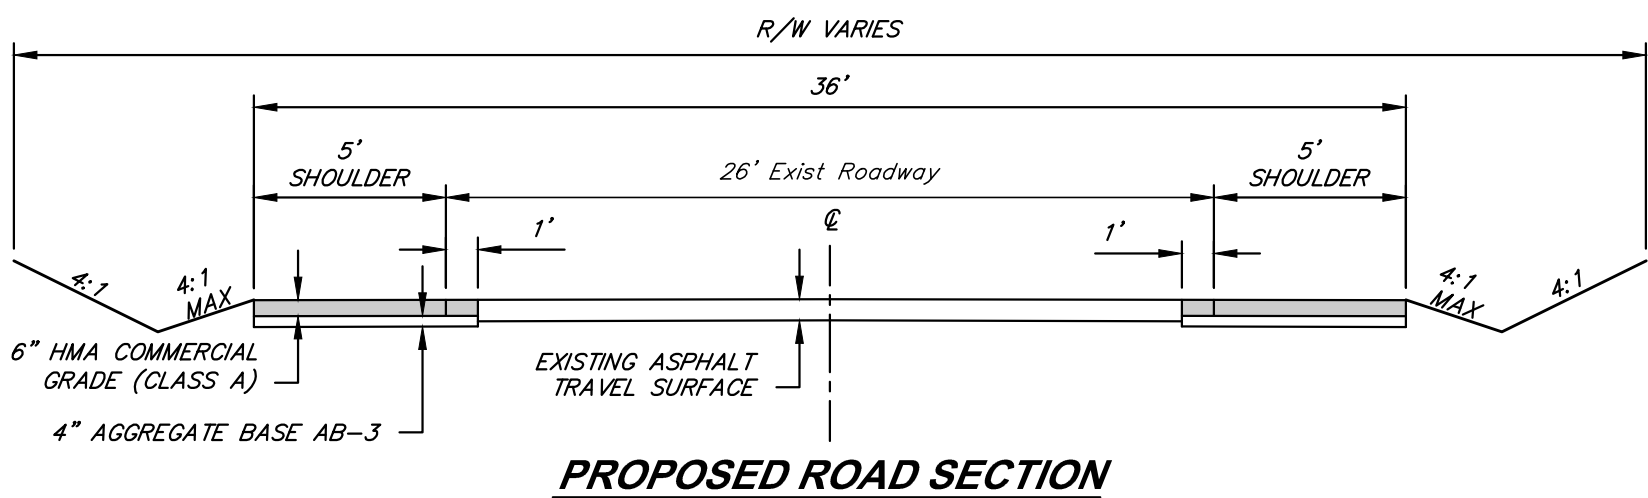 R/W VARIES
36'
5'
SHOULDER
26' Exist Roadway
5'
SHOULDER
℄
1'
1'
4:1
4:1
MAX
4:1
MAX
4:1
6" HMA COMMERCIAL
GRADE (CLASS A)
EXISTING ASPHALT
TRAVEL SURFACE
4" AGGREGATE BASE AB-3
PROPOSED ROAD SECTION